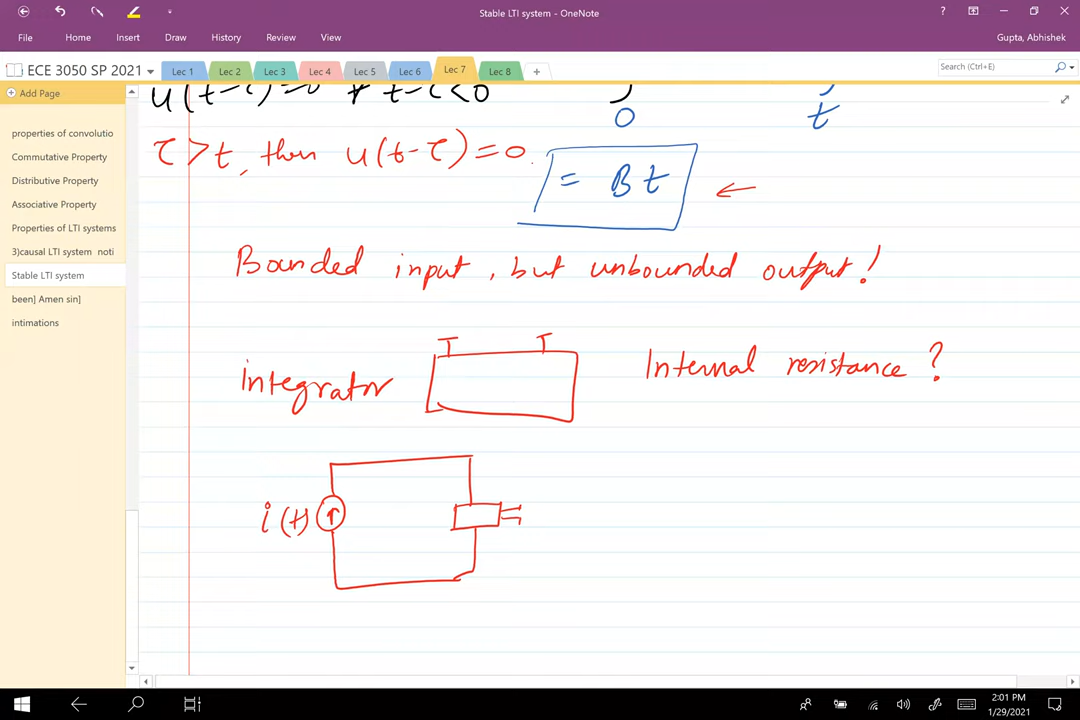 Stable LTI system - OneNote
?
File Home Insert Draw History Review View
Gupta, Abhishek
ECE 3050 SP 2021
Lec 1 Lec 2 Lec 3 Lec 4 Lec 5 Lec 6 Lec 7 Lec 8 +
Search (Ctrl+E)
Add Page
properties of convolutio
Commutative Property
Distributive Property
Associative Property
Properties of LTI systems
3)causal LTI system noti
Stable LTI system
been] Amen sin]
intimations
u(t-τ)=0 ∀ t-τ<0
0 t
τ>t, then u(t-τ)=0.
= B t
Bounded input, but unbounded output!
integrator
Internal resistance?
i(t)
2:01 PM
1/29/2021